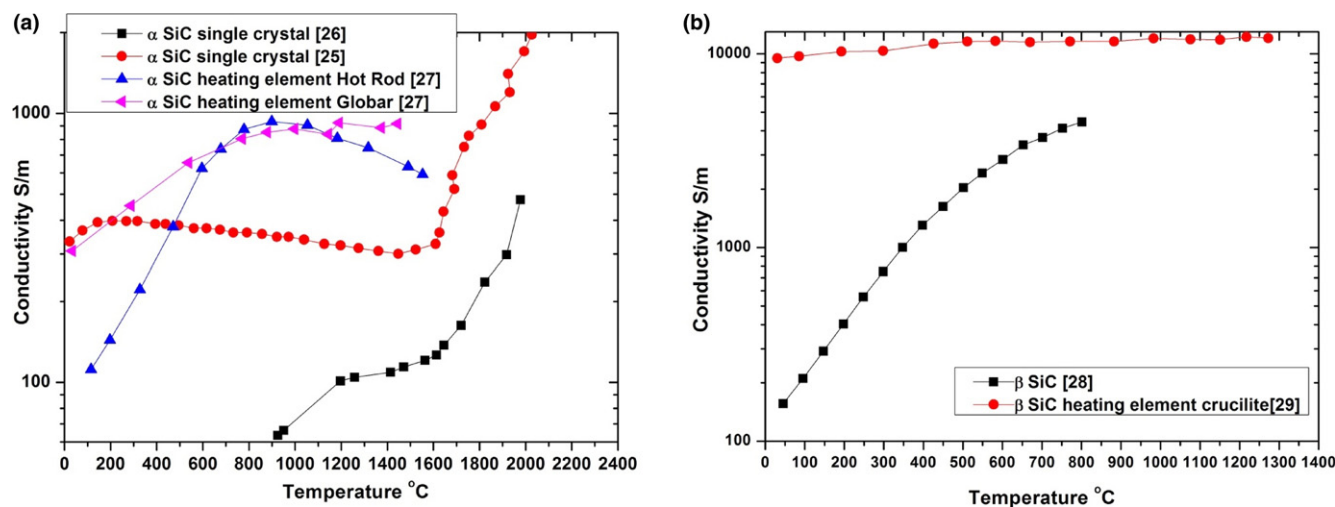 (a)
α SiC single crystal [26]
α SiC single crystal [25]
α SiC heating element Hot Rod [27]
α SiC heating element Globar [27]
1000
100
Conductivity S/m
0 200 400 600 800 1000 1200 1400 1600 1800 2000 2200 2400
Temperature °C
(b)
10000
1000
100
Conductivity S/m
β SiC [28]
β SiC heating element crucilite[29]
0 100 200 300 400 500 600 700 800 900 1000 1100 1200 1300 1400
Temperature °C